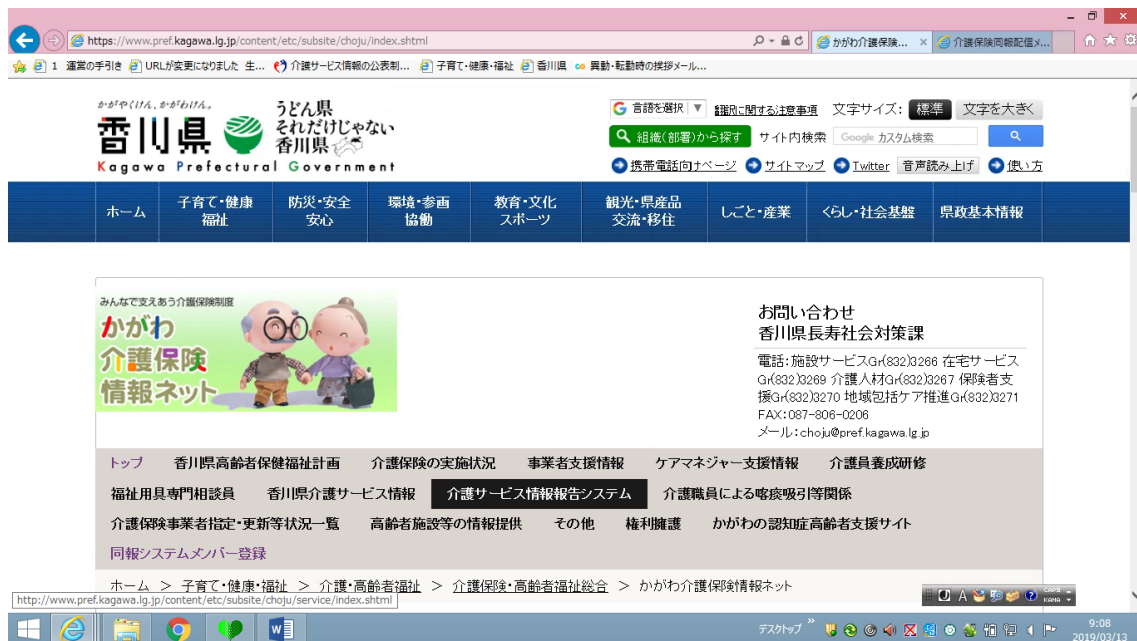 https://www.pref.kagawa.lg.jp/content/etc/subsite/choju/index.shtml
かがわ介護保険...
介護保険同報配信メ...
1 運営の手引き
URLが変更になりました 生...
介護サービス情報の公表制...
子育て・健康・福祉
香川県
異動・転勤時の挨拶メール...
かがやくけん、かがわけん。
香川県
Kagawa Prefectural Government
うどん県
それだけじゃない
香川県
言語を選択 ▼
翻訳に関する注意事項
文字サイズ: 標準 文字を大きく
組織(部署)から探す
サイト内検索
Google カスタム検索
携帯電話向けページ
サイトマップ
Twitter
音声読み上げ
使い方
ホーム
子育て・健康
福祉
防災・安全
安心
環境・参画
協働
教育・文化
スポーツ
観光・県産品
交流・移住
しごと・産業
くらし・社会基盤
県政基本情報
みんなで支えあう介護保険制度
かがわ
介護保険
情報ネット
お問い合わせ
香川県長寿社会対策課
電話:施設サービスGr(832)3266 在宅サービス
Gr(832)3269 介護人材Gr(832)3267 保険者支
援Gr(832)3270 地域包括ケア推進Gr(832)3271
FAX:087-806-0206
メール:choju@pref.kagawa.lg.jp
トップ 香川県高齢者保健福祉計画 介護保険の実施状況 事業者支援情報 ケアマネジャー支援情報 介護員養成研修
福祉用具専門相談員 香川県介護サービス情報 介護サービス情報報告システム 介護職員による喀痰吸引等関係
介護保険事業者指定・更新等状況一覧 高齢者施設等の情報提供 その他 権利擁護 かがわの認知症高齢者支援サイト
同報システムメンバー登録
ホーム > 子育て・健康・福祉 > 介護・高齢者福祉 > 介護保険・高齢者福祉総合 > かがわ介護保険情報ネット
http://www.pref.kagawa.lg.jp/content/etc/subsite/choju/service/index.shtml
A
CAPS
KANA
デスクトップ
9:08
2019/03/13